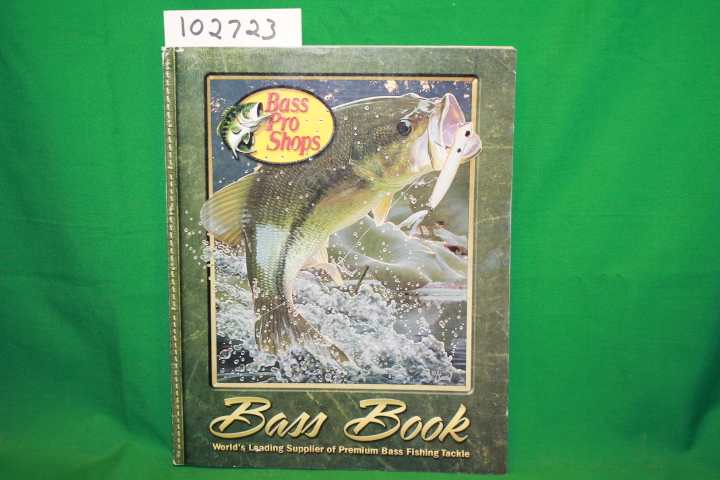 102723
Bass
Pro
Shops
Bass Book
World's Leading Supplier of Premium Bass Fishing Tackle